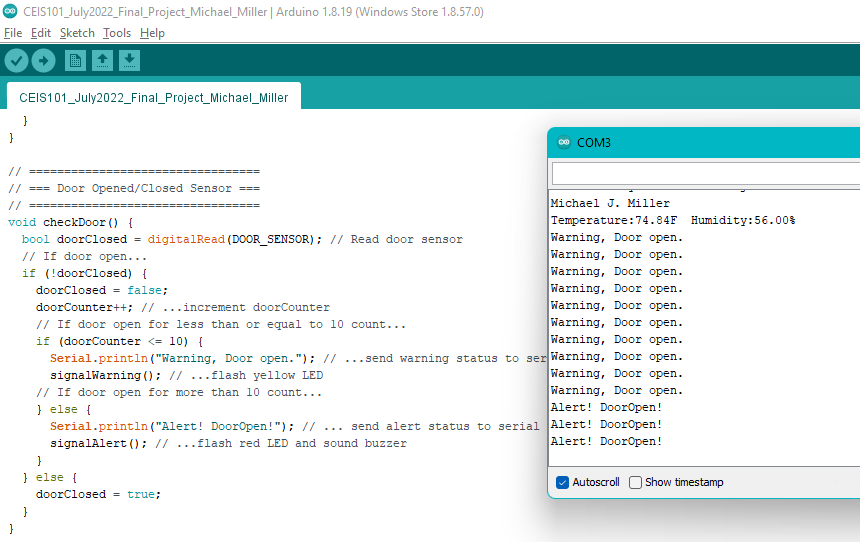 CEIS101_July2022_Final_Project_Michael_Miller | Arduino 1.8.19 (Windows Store 1.8.57.0)
File Edit Sketch Tools Help
CEIS101_July2022_Final_Project_Michael_Miller
  }
}

// =================================
// === Door Opened/Closed Sensor ===
// =================================
void checkDoor() {
  bool doorClosed = digitalRead(DOOR_SENSOR); // Read door sensor
  // If door open...
  if (!doorClosed) {
    doorClosed = false;
    doorCounter++; // ...increment doorCounter
    // If door open for less than or equal to 10 count...
    if (doorCounter <= 10) {
      Serial.println("Warning, Door open."); // ...send warning status to ser
      signalWarning(); // ...flash yellow LED
    // If door open for more than 10 count...
    } else {
      Serial.println("Alert! DoorOpen!"); // ... send alert status to serial
      signalAlert(); // ...flash red LED and sound buzzer
    }
  } else {
    doorClosed = true;
  }
}
COM3
Michael J. Miller
Temperature:74.84F  Humidity:56.00%
Warning, Door open.
Warning, Door open.
Warning, Door open.
Warning, Door open.
Warning, Door open.
Warning, Door open.
Warning, Door open.
Warning, Door open.
Warning, Door open.
Warning, Door open.
Alert! DoorOpen!
Alert! DoorOpen!
Alert! DoorOpen!
Autoscroll Show timestamp